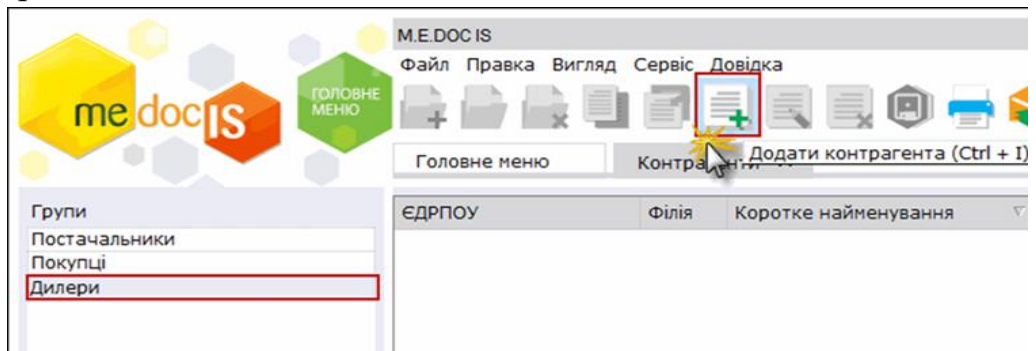 M.E.DOC IS
Файл Правка Вигляд Сервіс Довідка
me doc IS
ГОЛОВНЕ
МЕНЮ
Головне меню
Додати контрагента (Ctrl + I)
Групи
ЄДРПОУ Філія Коротке найменування
Постачальники
Покупці
Дилери